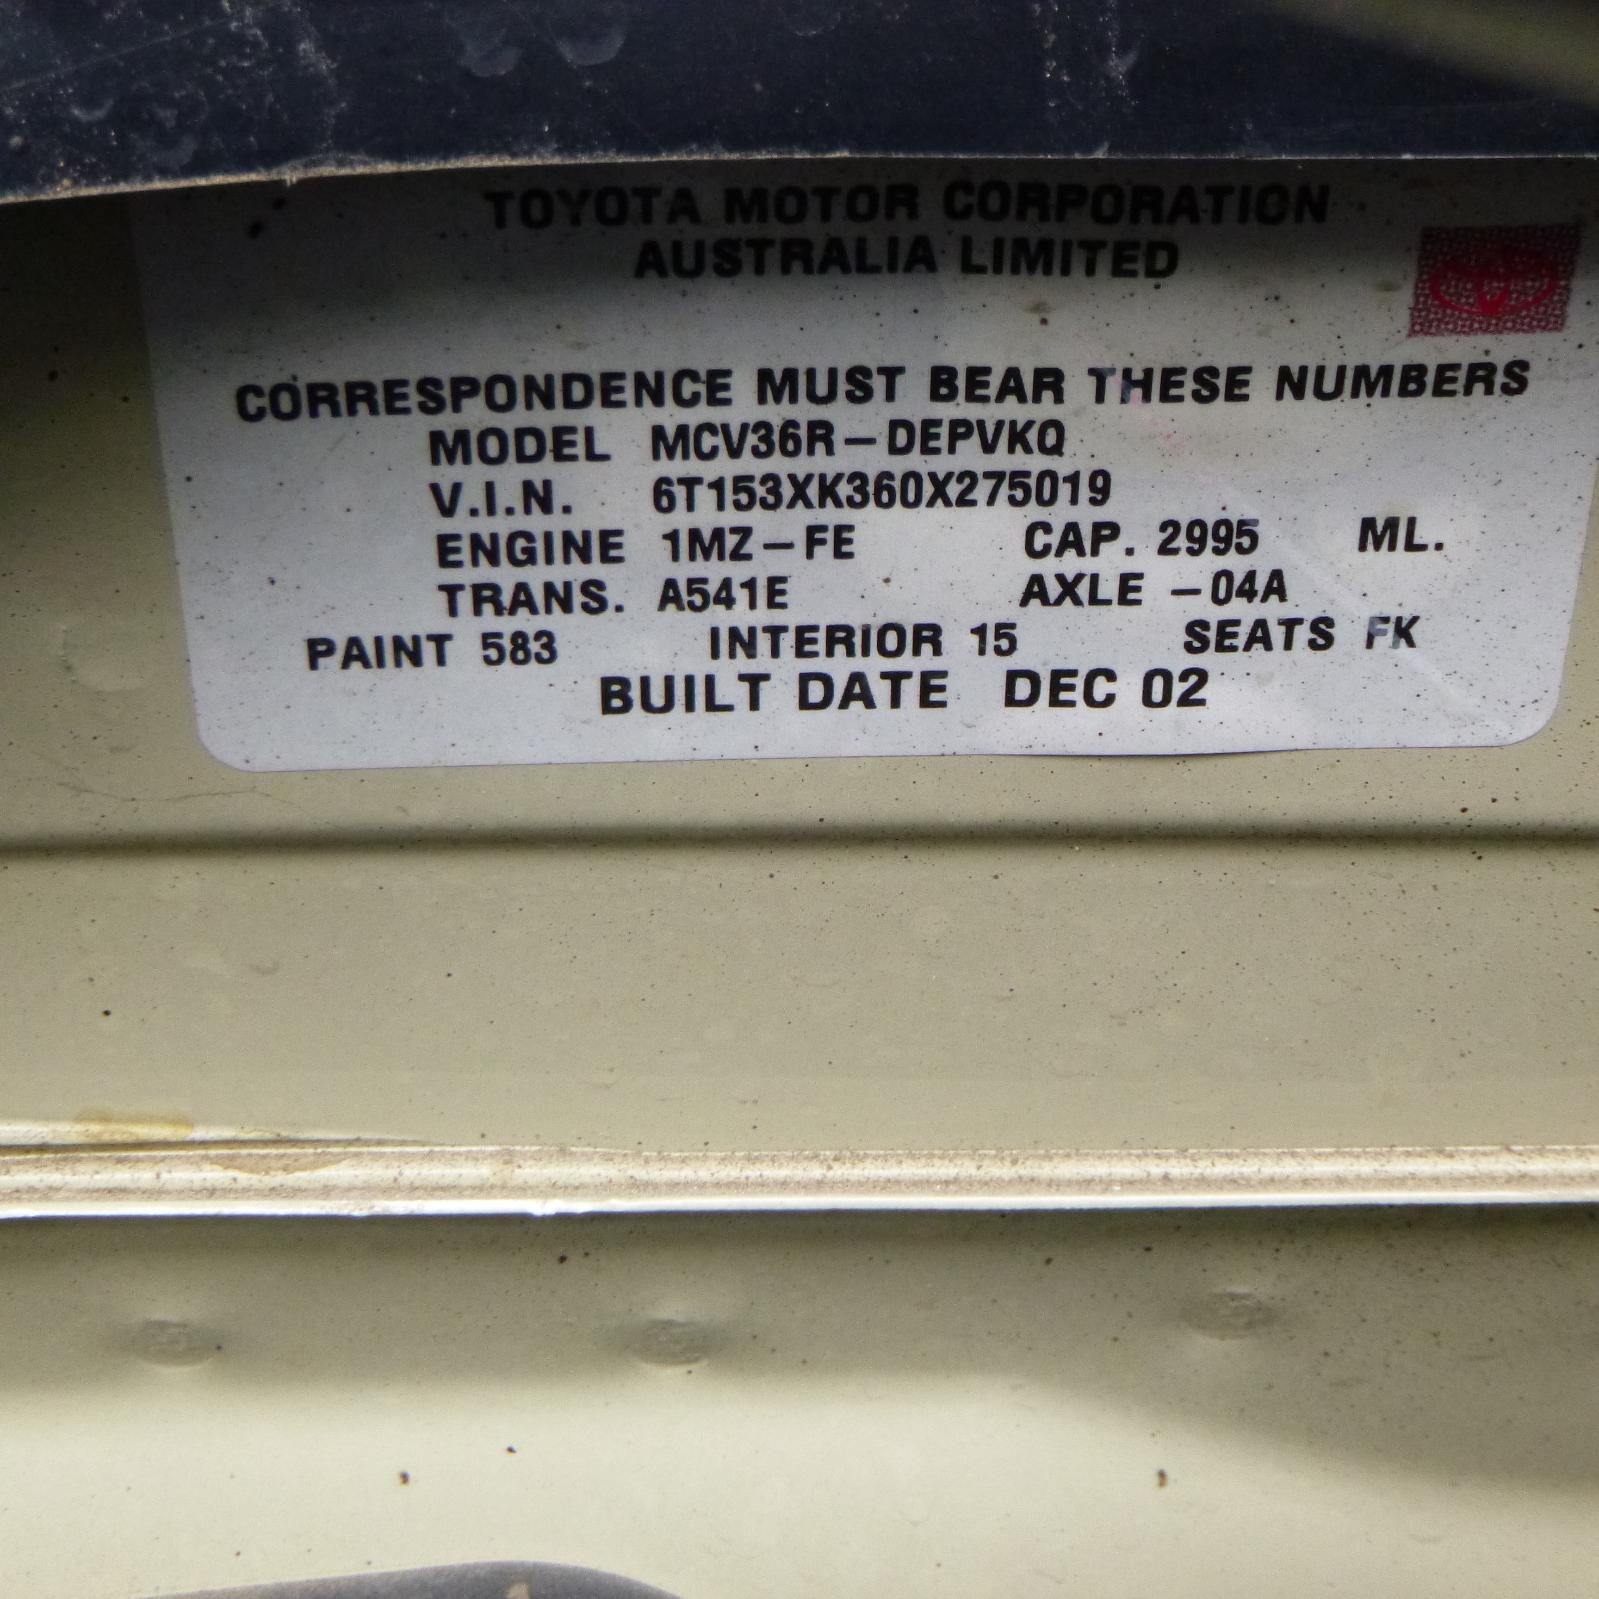 TOYOTA MOTOR CORPORATION
AUSTRALIA LIMITED
CORRESPONDENCE MUST BEAR THESE NUMBERS
MODEL MCV36R-DEPVKQ
V.I.N. 6T153XK360X275019
ENGINE 1MZ-FE CAP. 2995 ML.
TRANS. A541E AXLE -04A
PAINT 583 INTERIOR 15 SEATS FK
BUILT DATE DEC 02